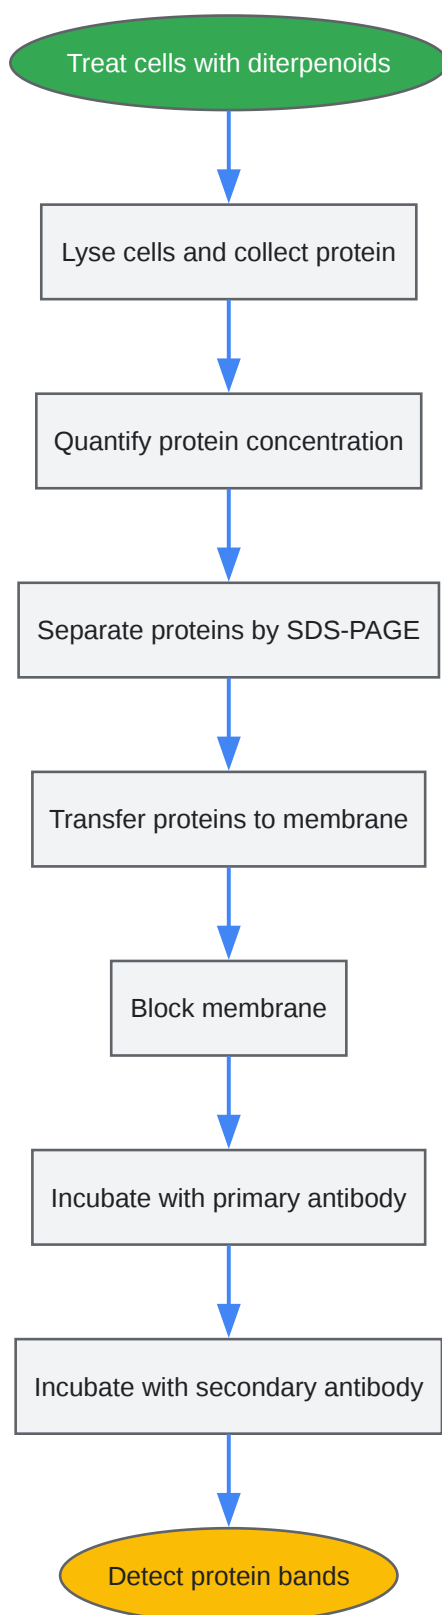 Treat cells with diterpenoids
Lyse cells and collect protein
Quantify protein concentration
Separate proteins by SDS-PAGE
Transfer proteins to membrane
Block membrane
Incubate with primary antibody
Incubate with secondary antibody
Detect protein bands